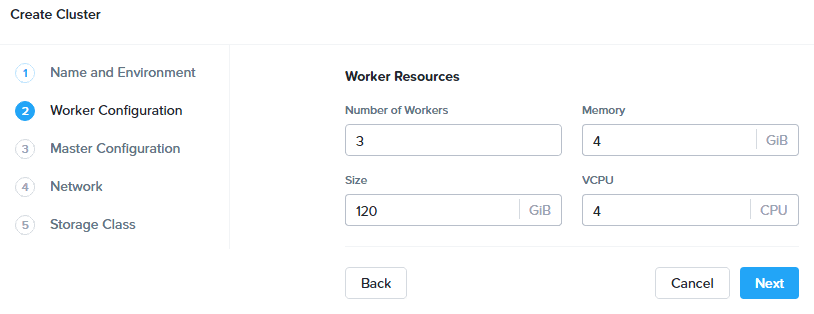 Create Cluster
1 Name and Environment
2 Worker Configuration
3 Master Configuration
4 Network
5 Storage Class
Worker Resources
Number of Workers
3
Memory
4 GiB
Size
120 GiB
VCPU
4 CPU
Back
Cancel
Next